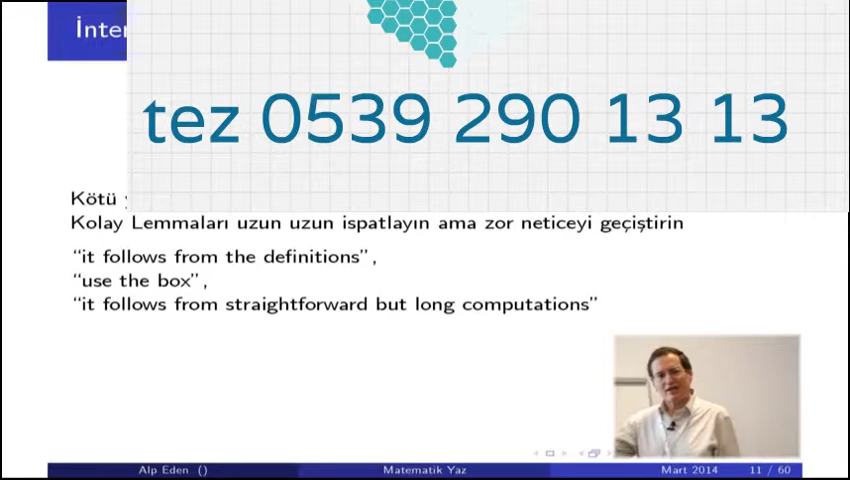 İnter
tez 0539 290 13 13
Kötü
Kolay Lemmaları uzun uzun ispatlayın ama zor neticeyi geçiştirin
“it follows from the definitions”,
“use the box”,
“it follows from straightforward but long computations”
Alp Eden () Matematik Yaz Mart 2014 11 / 60